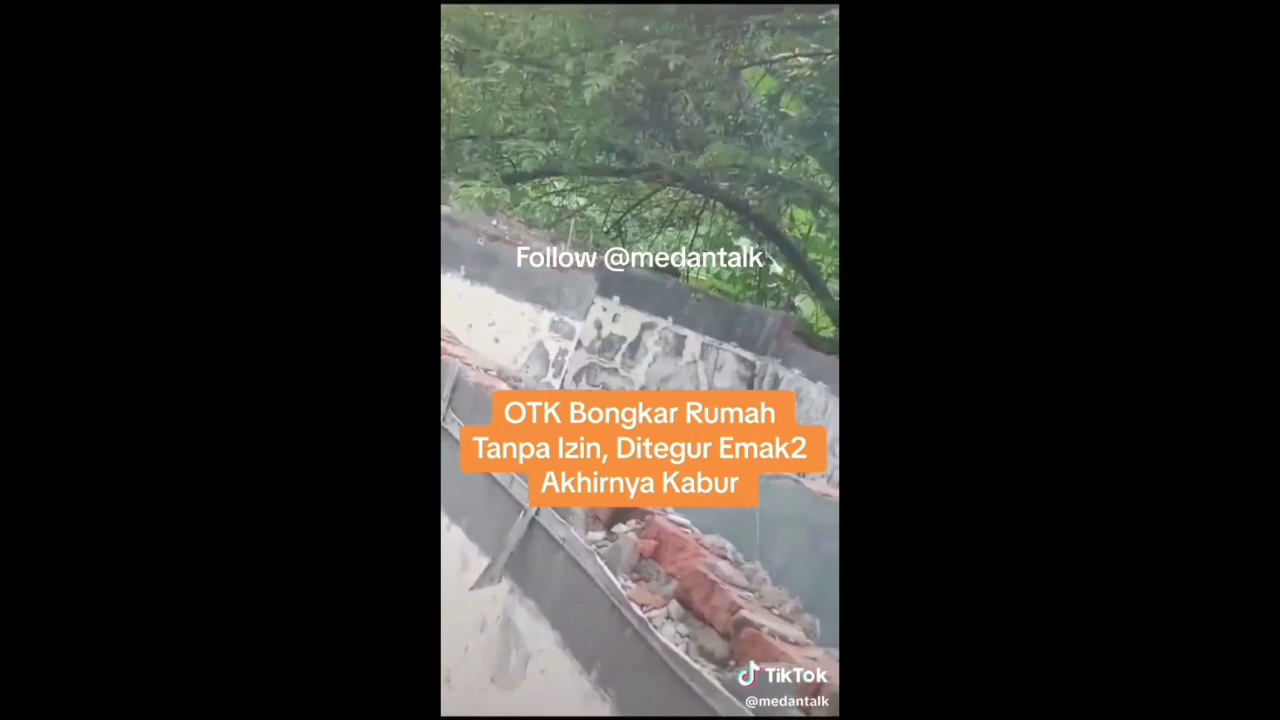 Follow @medantalk
OTK Bongkar Rumah
Tanpa Izin, Ditegur Emak2
Akhirnya Kabur
TikTok
@medantalk